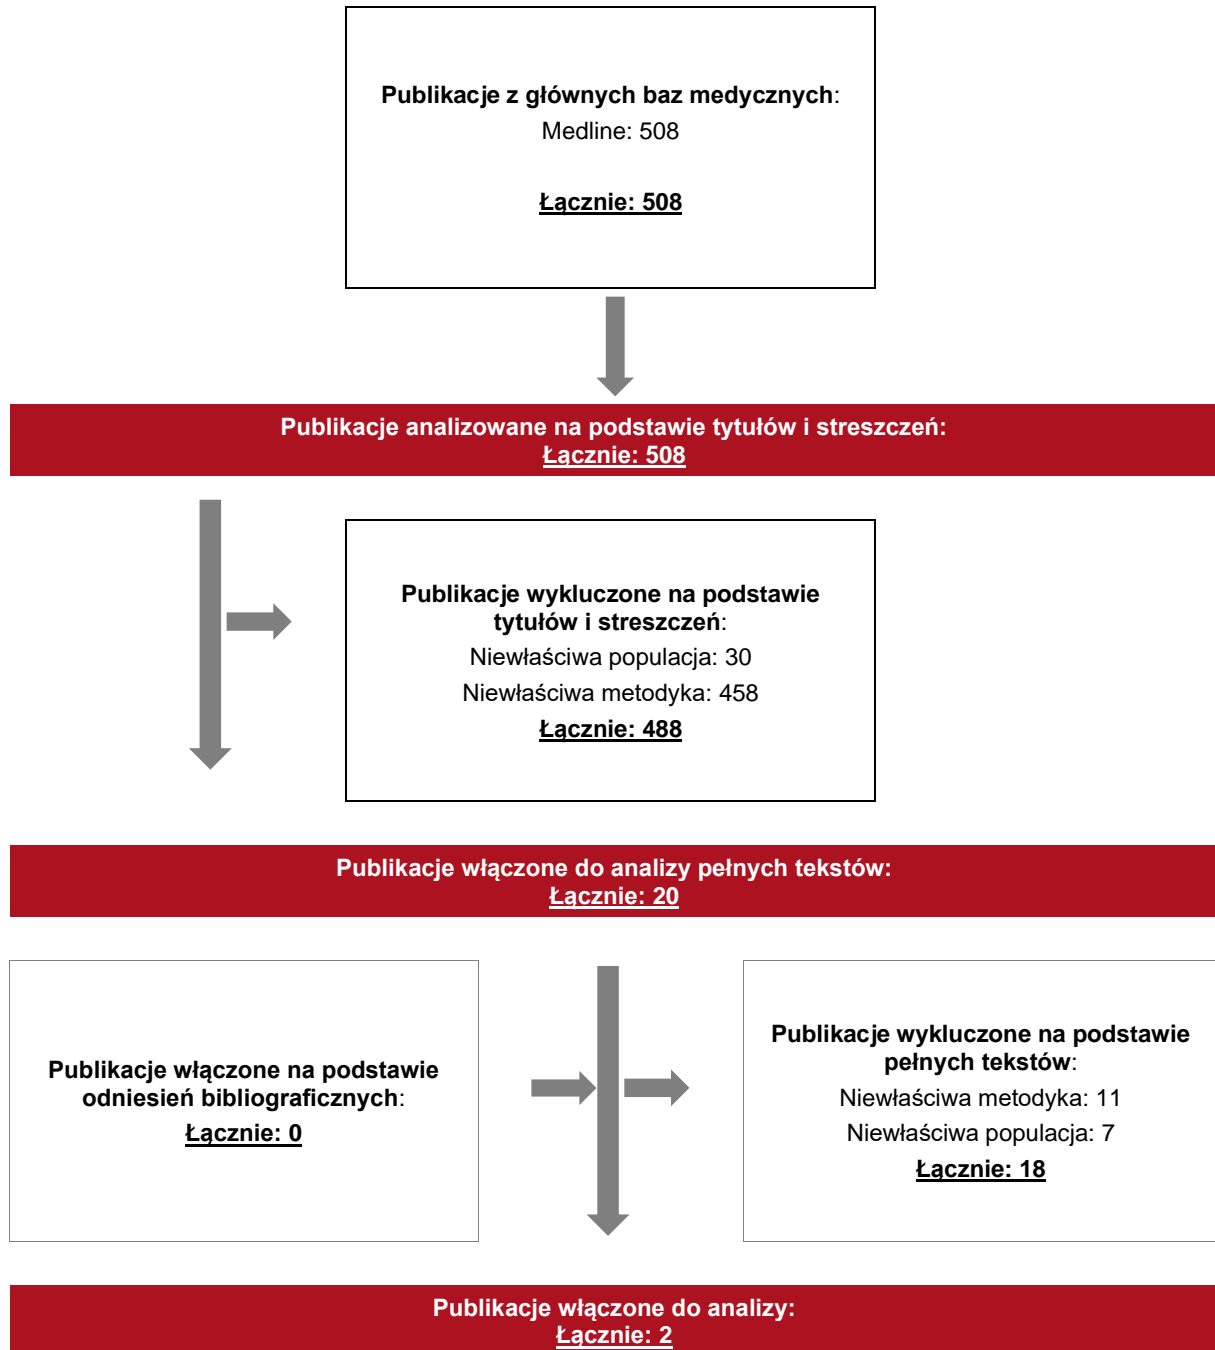 Publikacje z głównych baz medycznych:
Medline: 508
Łącznie: 508
Publikacje analizowane na podstawie tytułów i streszczeń:
Łącznie: 508
Publikacje wykluczone na podstawie
tytułów i streszczeń:
Niewłaściwa populacja: 30
Niewłaściwa metodyka: 458
Łącznie: 488
Publikacje włączone do analizy pełnych tekstów:
Łącznie: 20
Publikacje włączone na podstawie
odniesień bibliograficznych:
Łącznie: 0
Publikacje wykluczone na podstawie
pełnych tekstów:
Niewłaściwa metodyka: 11
Niewłaściwa populacja: 7
Łącznie: 18
Publikacje włączone do analizy:
Łącznie: 2